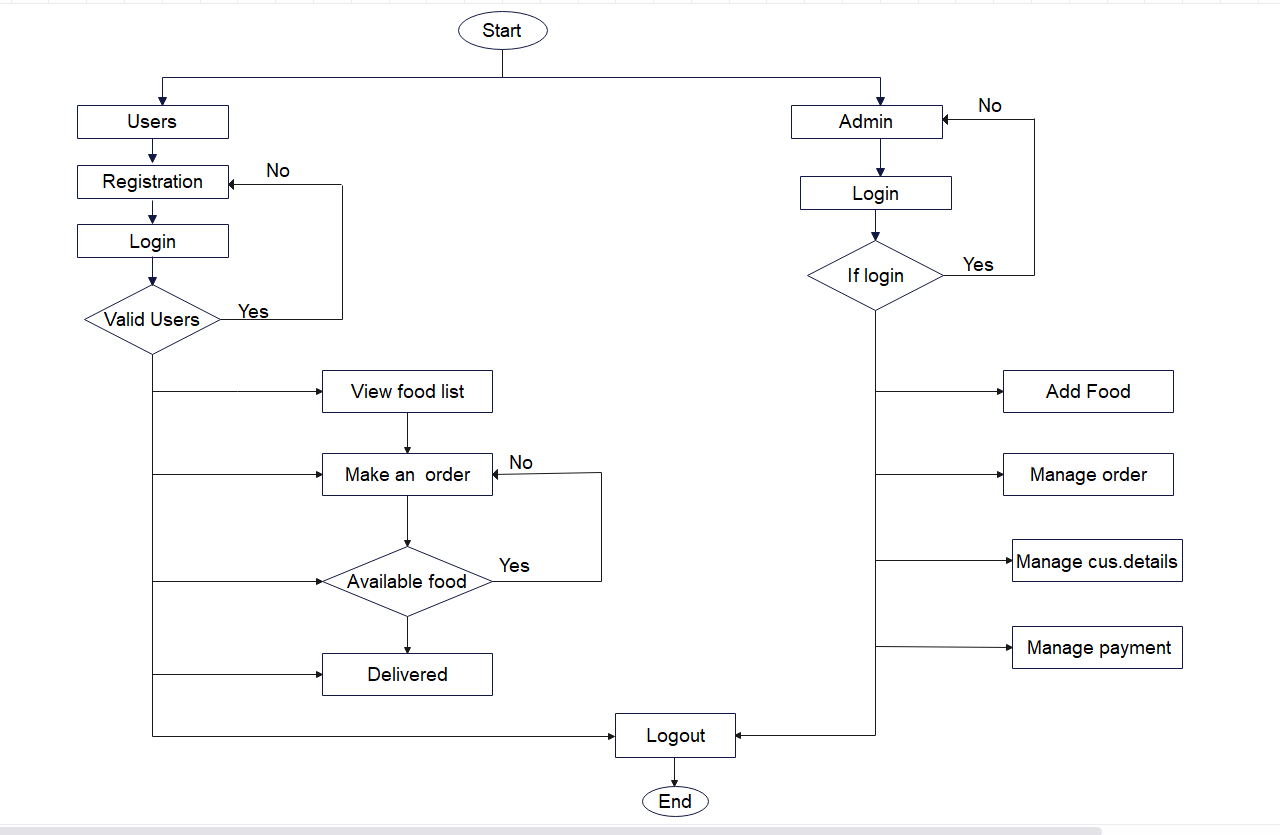 Start
Users
Admin
No
Registration
No
Login
Login
Valid Users
Yes
If login
Yes
View food list
Add Food
Make an  order
No
Manage order
Available food
Yes
Manage cus.details
Delivered
Manage payment
Logout
End